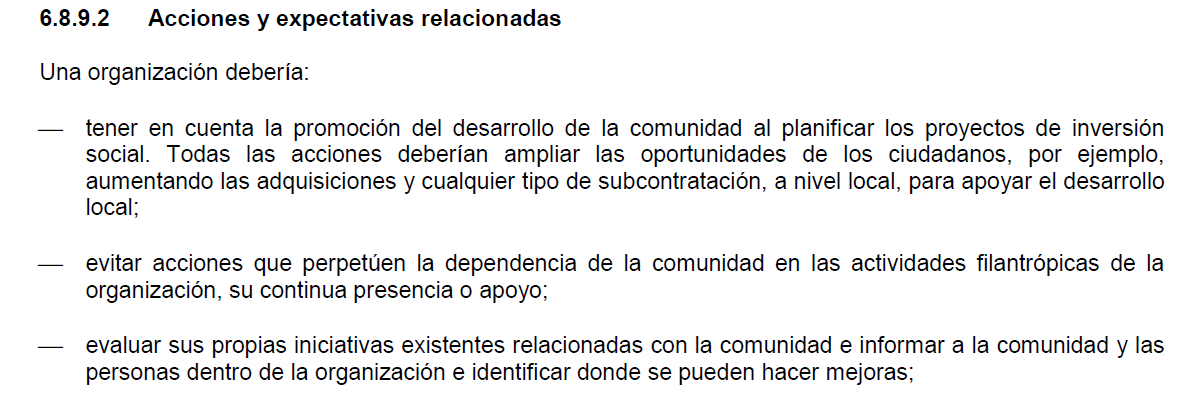 6.8.9.2 Acciones y expectativas relacionadas
Una organización debería:
— tener en cuenta la promoción del desarrollo de la comunidad al planificar los proyectos de inversión
social. Todas las acciones deberían ampliar las oportunidades de los ciudadanos, por ejemplo,
aumentando las adquisiciones y cualquier tipo de subcontratación, a nivel local, para apoyar el desarrollo
local;
— evitar acciones que perpetúen la dependencia de la comunidad en las actividades filantrópicas de la
organización, su continua presencia o apoyo;
— evaluar sus propias iniciativas existentes relacionadas con la comunidad e informar a la comunidad y las
personas dentro de la organización e identificar donde se pueden hacer mejoras;